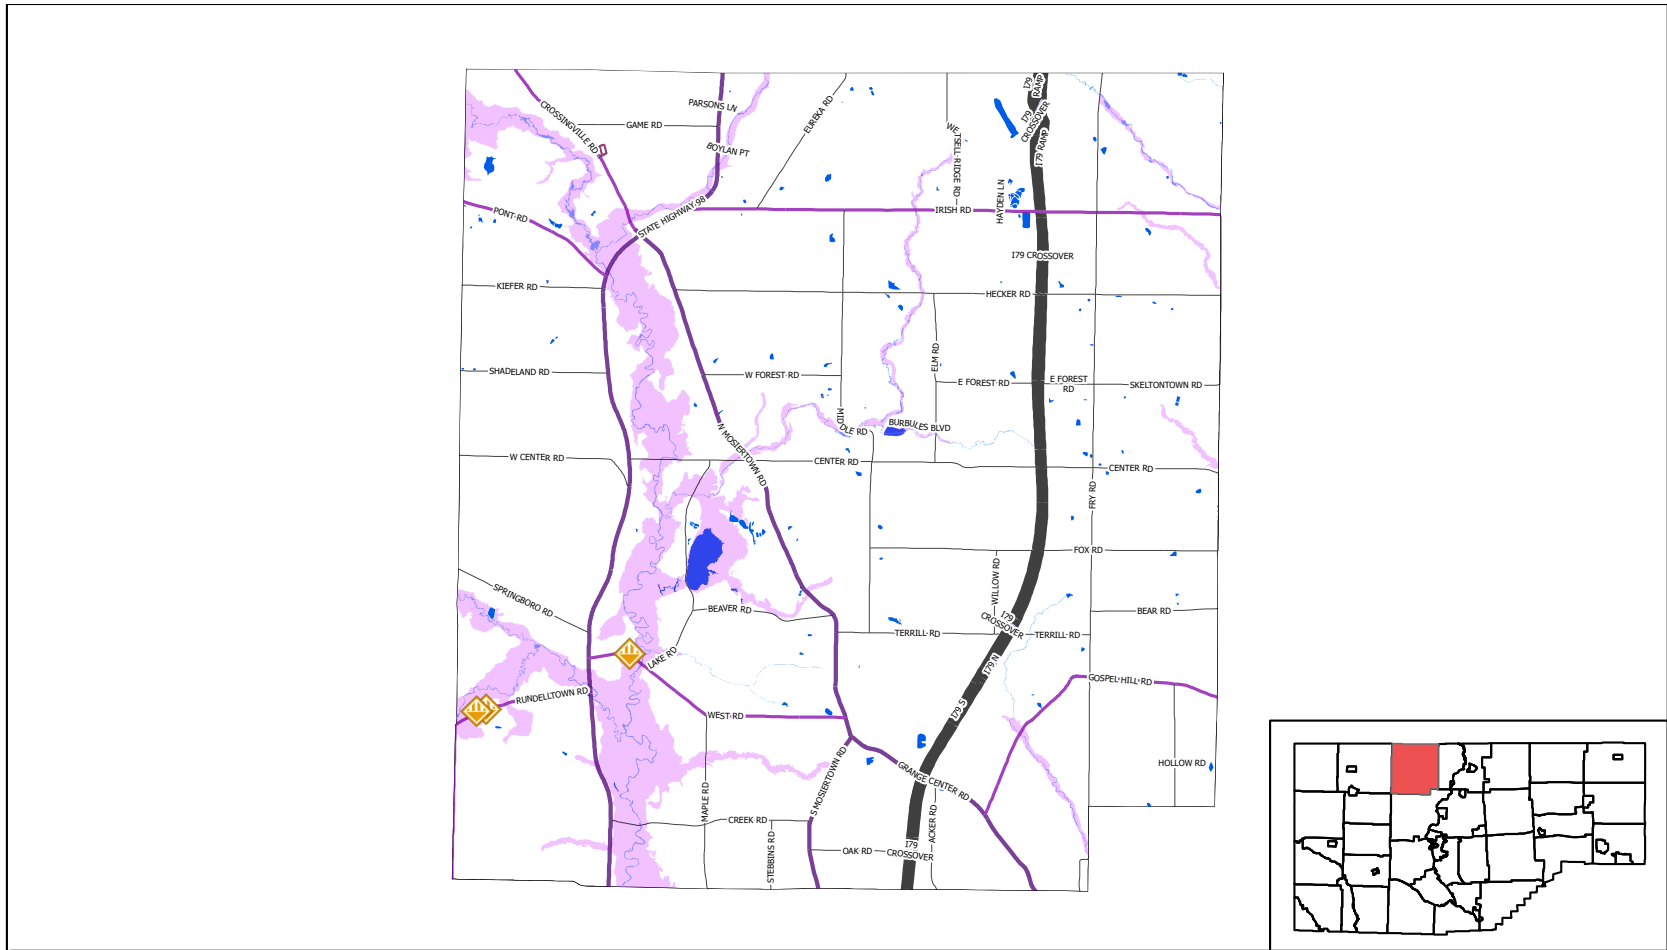 I79
RAMP
PARSONS LN
CROSSINGVILLE RD
EUREKA RD
I79
CROSSOVER
GAME RD
WETSELL RIDGE RD
I79 RAMP
BOYLAN PT
HAYDEN LN
STATE HIGHWAY 98
PONT RD
IRISH RD
I79 CROSSOVER
KIEFER RD
HECKER RD
ELM RD
SHADELAND RD
W FOREST RD
E FOREST RD
E FOREST
RD
SKELTONTOWN RD
MIDDLE RD
BURBULES BLVD
N MOSIERTOWN RD
W CENTER RD
CENTER RD
CENTER RD
FRY RD
FOX RD
WILLOW RD
SPRINGBORO RD
BEAVER RD
BEAR RD
I79
CROSSOVER
TERRILL RD
TERRILL RD
LAKE RD
I79 N
GOSPEL HILL RD
RUNDELLTOWN RD
I79 S
WEST RD
S MOSIERTOWN RD
HOLLOW RD
GRANGE CENTER RD
MAPLE RD
CREEK RD
ACKER RD
STEBBINS RD
OAK RD
I79
CROSSOVER